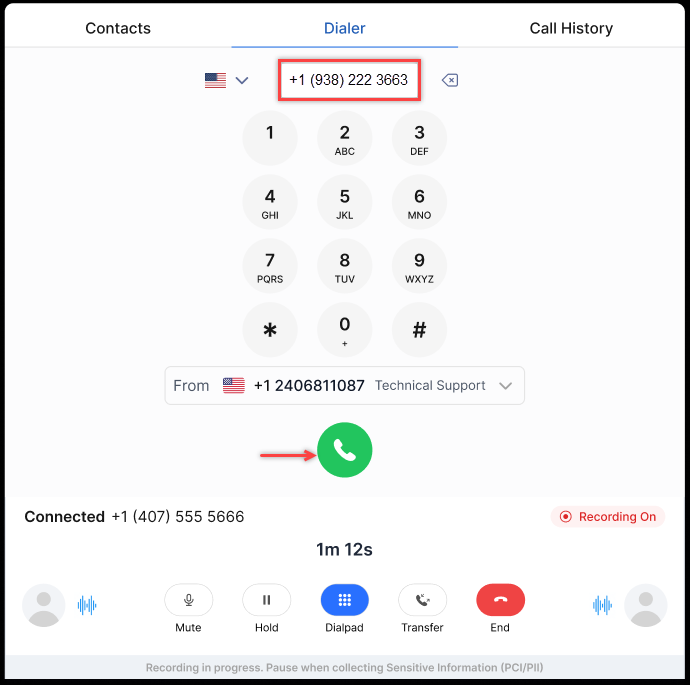 Contacts Dialer Call History
+1 (938) 222 3663
1 2 3
ABC DEF
4 5 6
GHI JKL MNO
7 8 9
PQRS TUV WXYZ
* 0 #
+
From +1 2406811087 Technical Support
Connected +1 (407) 555 5666 Recording On
1m 12s
Mute Hold Dialpad Transfer End
Recording in progress. Pause when collecting Sensitive Information (PCI/PII)